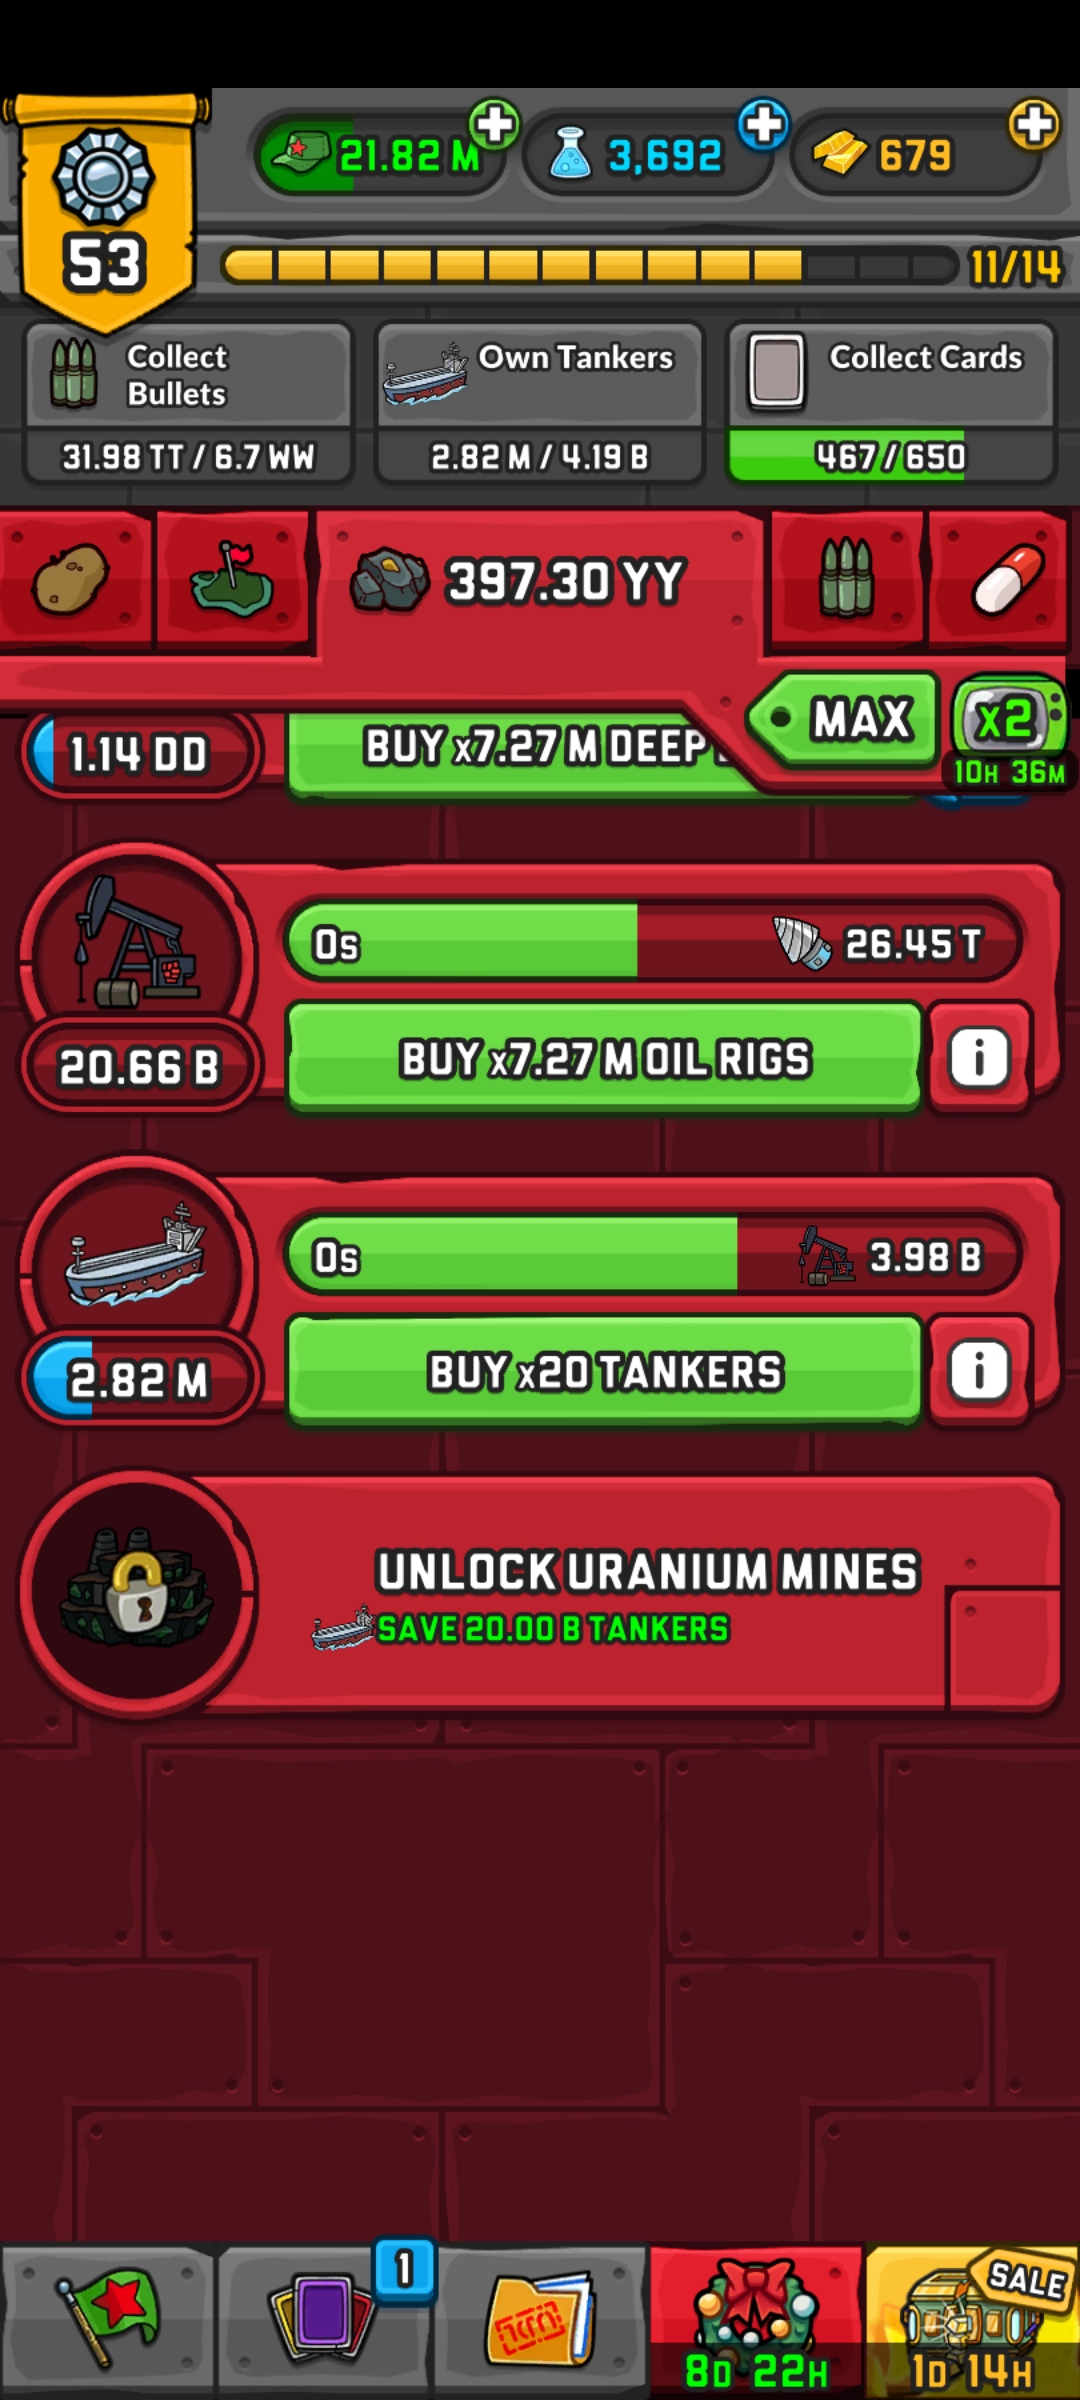 21.82 M
3,692
679
53
11/14
Collect
Bullets
Own Tankers
Collect Cards
31.98 TT / 6.7 WW
2.82 M / 4.19 B
467/650
397.30 YY
MAX
x2
10H 36M
1.14 DD
BUY x7.27 M DEEP
0s
26.45 T
20.66 B
BUY x7.27 M OIL RIGS
i
0s
3.98 B
2.82 M
BUY x20 TANKERS
i
UNLOCK URANIUM MINES
SAVE 20.00 B TANKERS
1
SALE
8D 22H
1D 14H